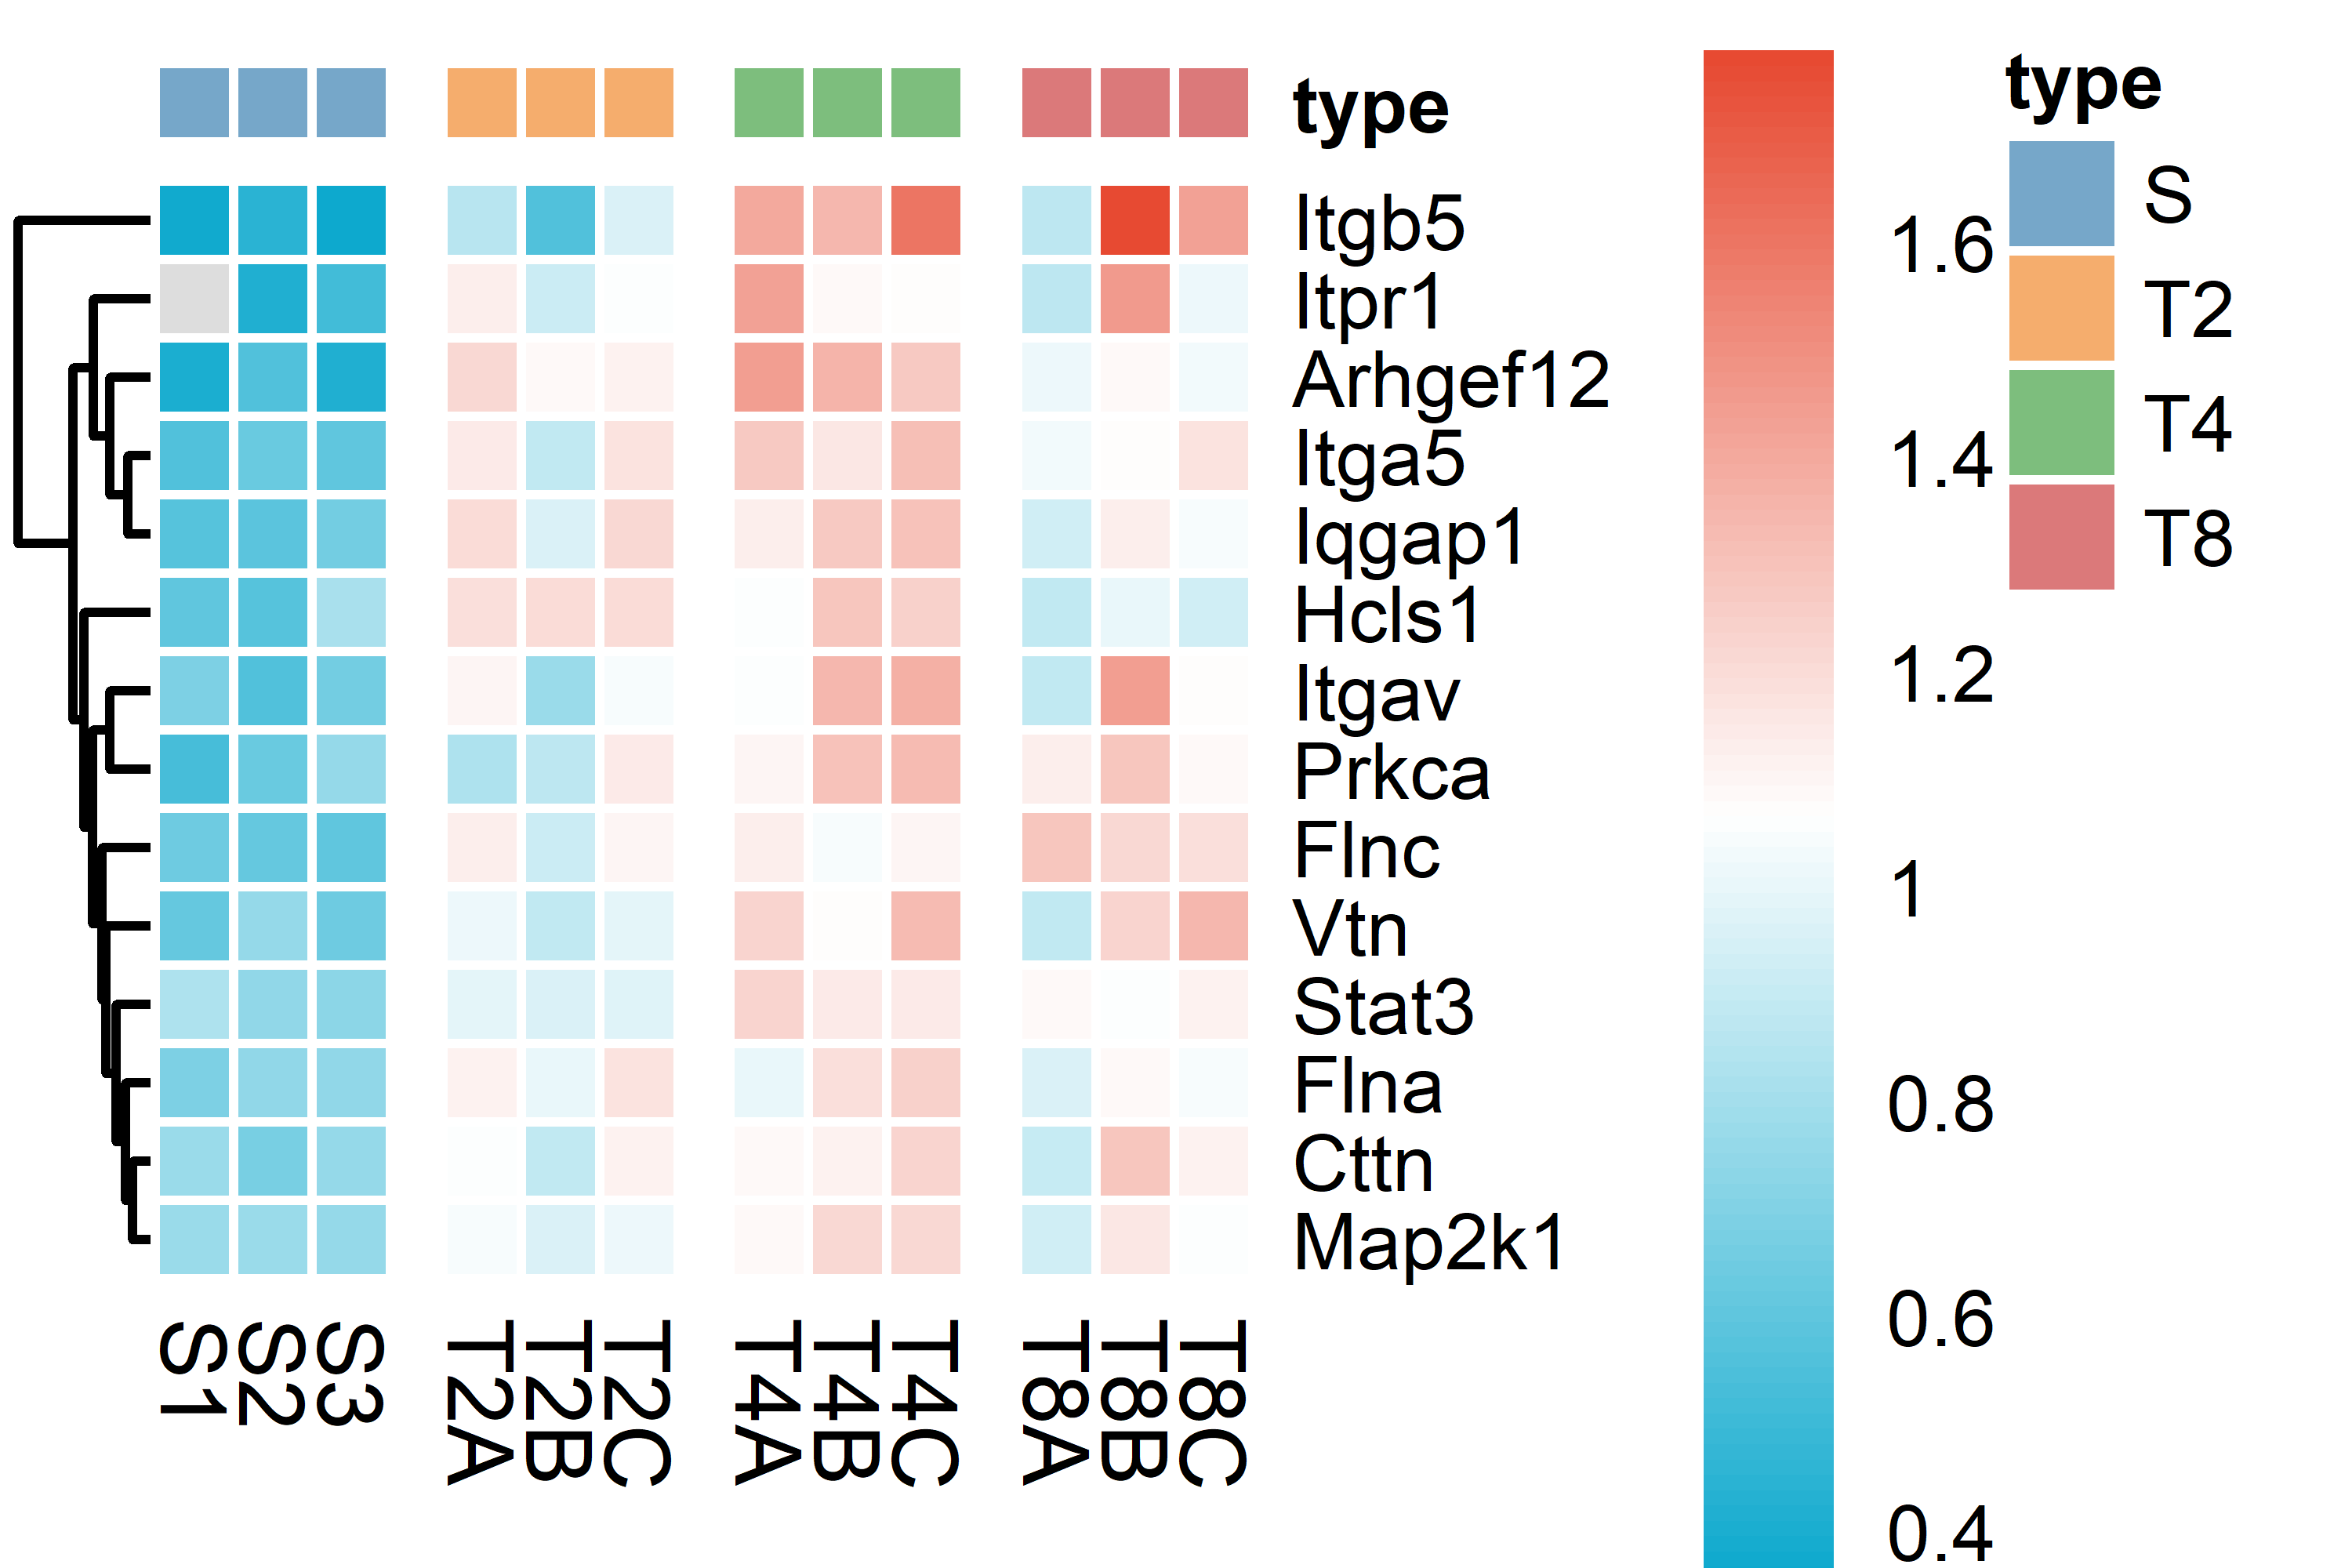 type
Itgb5
Itpr1
Arhgef12
Itga5
Iqgap1
Hcls1
Itgav
Prkca
Flnc
Vtn
Stat3
Flna
Cttn
Map2k1
S1 S2 S3 T2A T2B T2C T4A T4B T4C T8A T8B T8C
1.6
1.4
1.2
1
0.8
0.6
0.4
type
S
T2
T4
T8